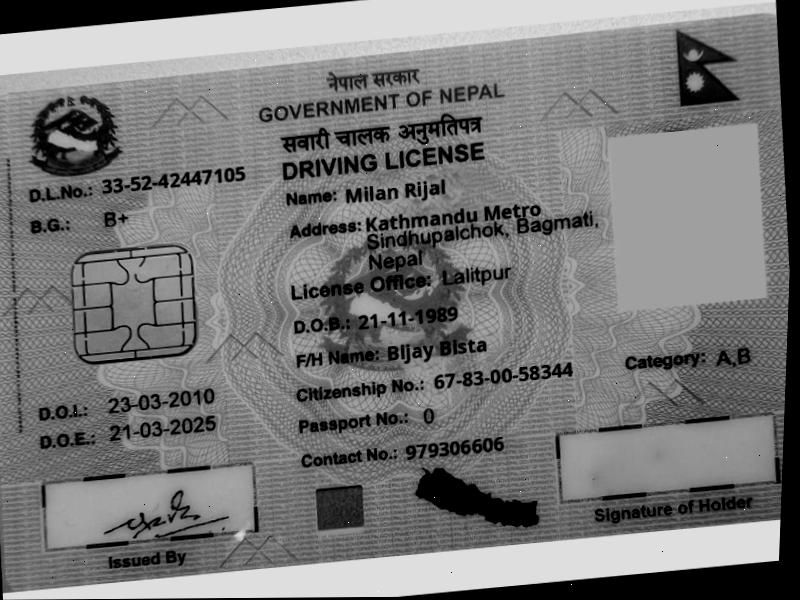 नेपाल सरकार
GOVERNMENT OF NEPAL
सवारी चालक अनुमतिपत्र
DRIVING LICENSE
D.L.No.: 33-52-42447105
B.G.: B+
Name: Milan Rijal
Address: Kathmandu Metro
Sindhupalchok, Bagmati,
Nepal
License Office: Lalitpur
D.O.B.: 21-11-1989
F/H Name: Bijay Bista
Citizenship No.: 67-83-00-58344
Passport No.: 0
Contact No.: 979306606
Category: A,B
D.O.I.: 23-03-2010
D.O.E.: 21-03-2025
Issued By
Signature of Holder